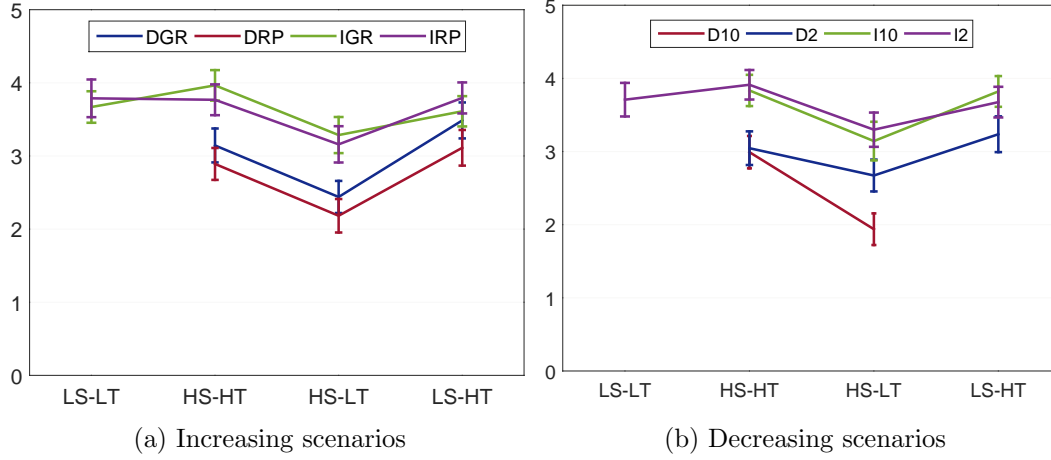 DGR DRP IGR IRP
5
4
3
2
1
0
LS-LT HS-HT HS-LT LS-HT
(a) Increasing scenarios
D10 D2 I10 I2
5
4
3
2
1
0
LS-LT HS-HT HS-LT LS-HT
(b) Decreasing scenarios